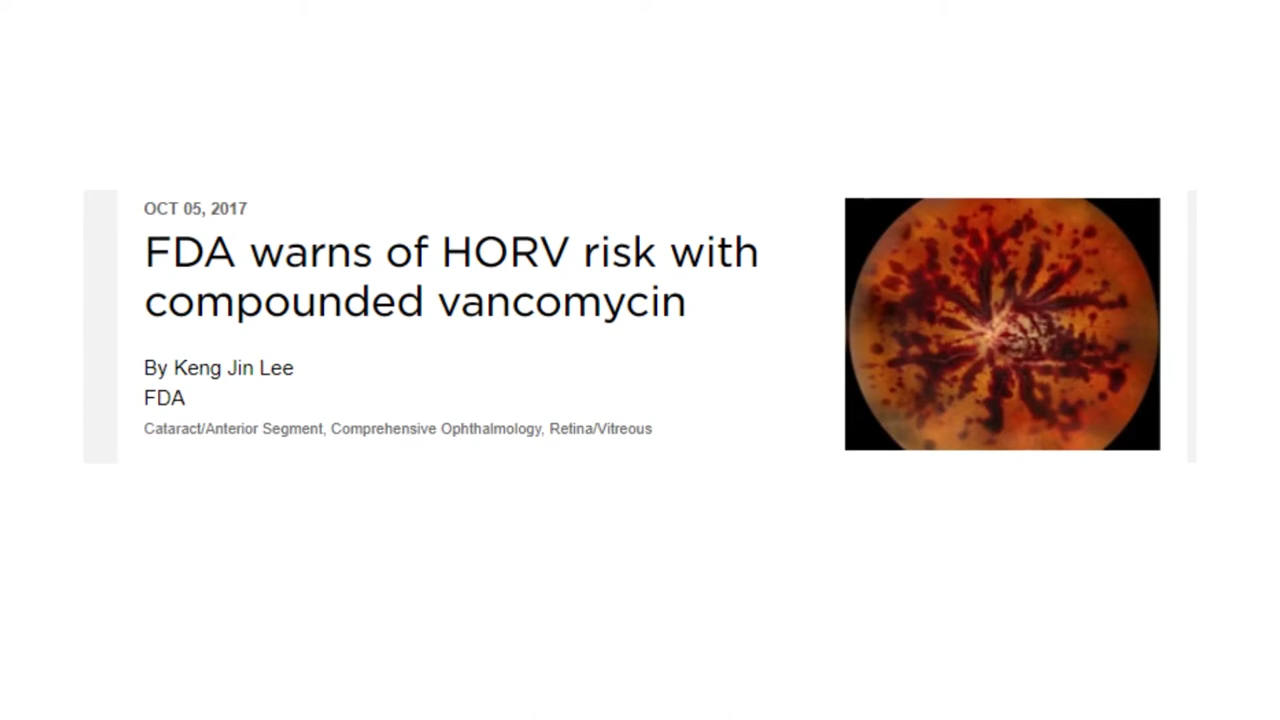 OCT 05, 2017
FDA warns of HORV risk with
compounded vancomycin
By Keng Jin Lee
FDA
Cataract/Anterior Segment, Comprehensive Ophthalmology, Retina/Vitreous